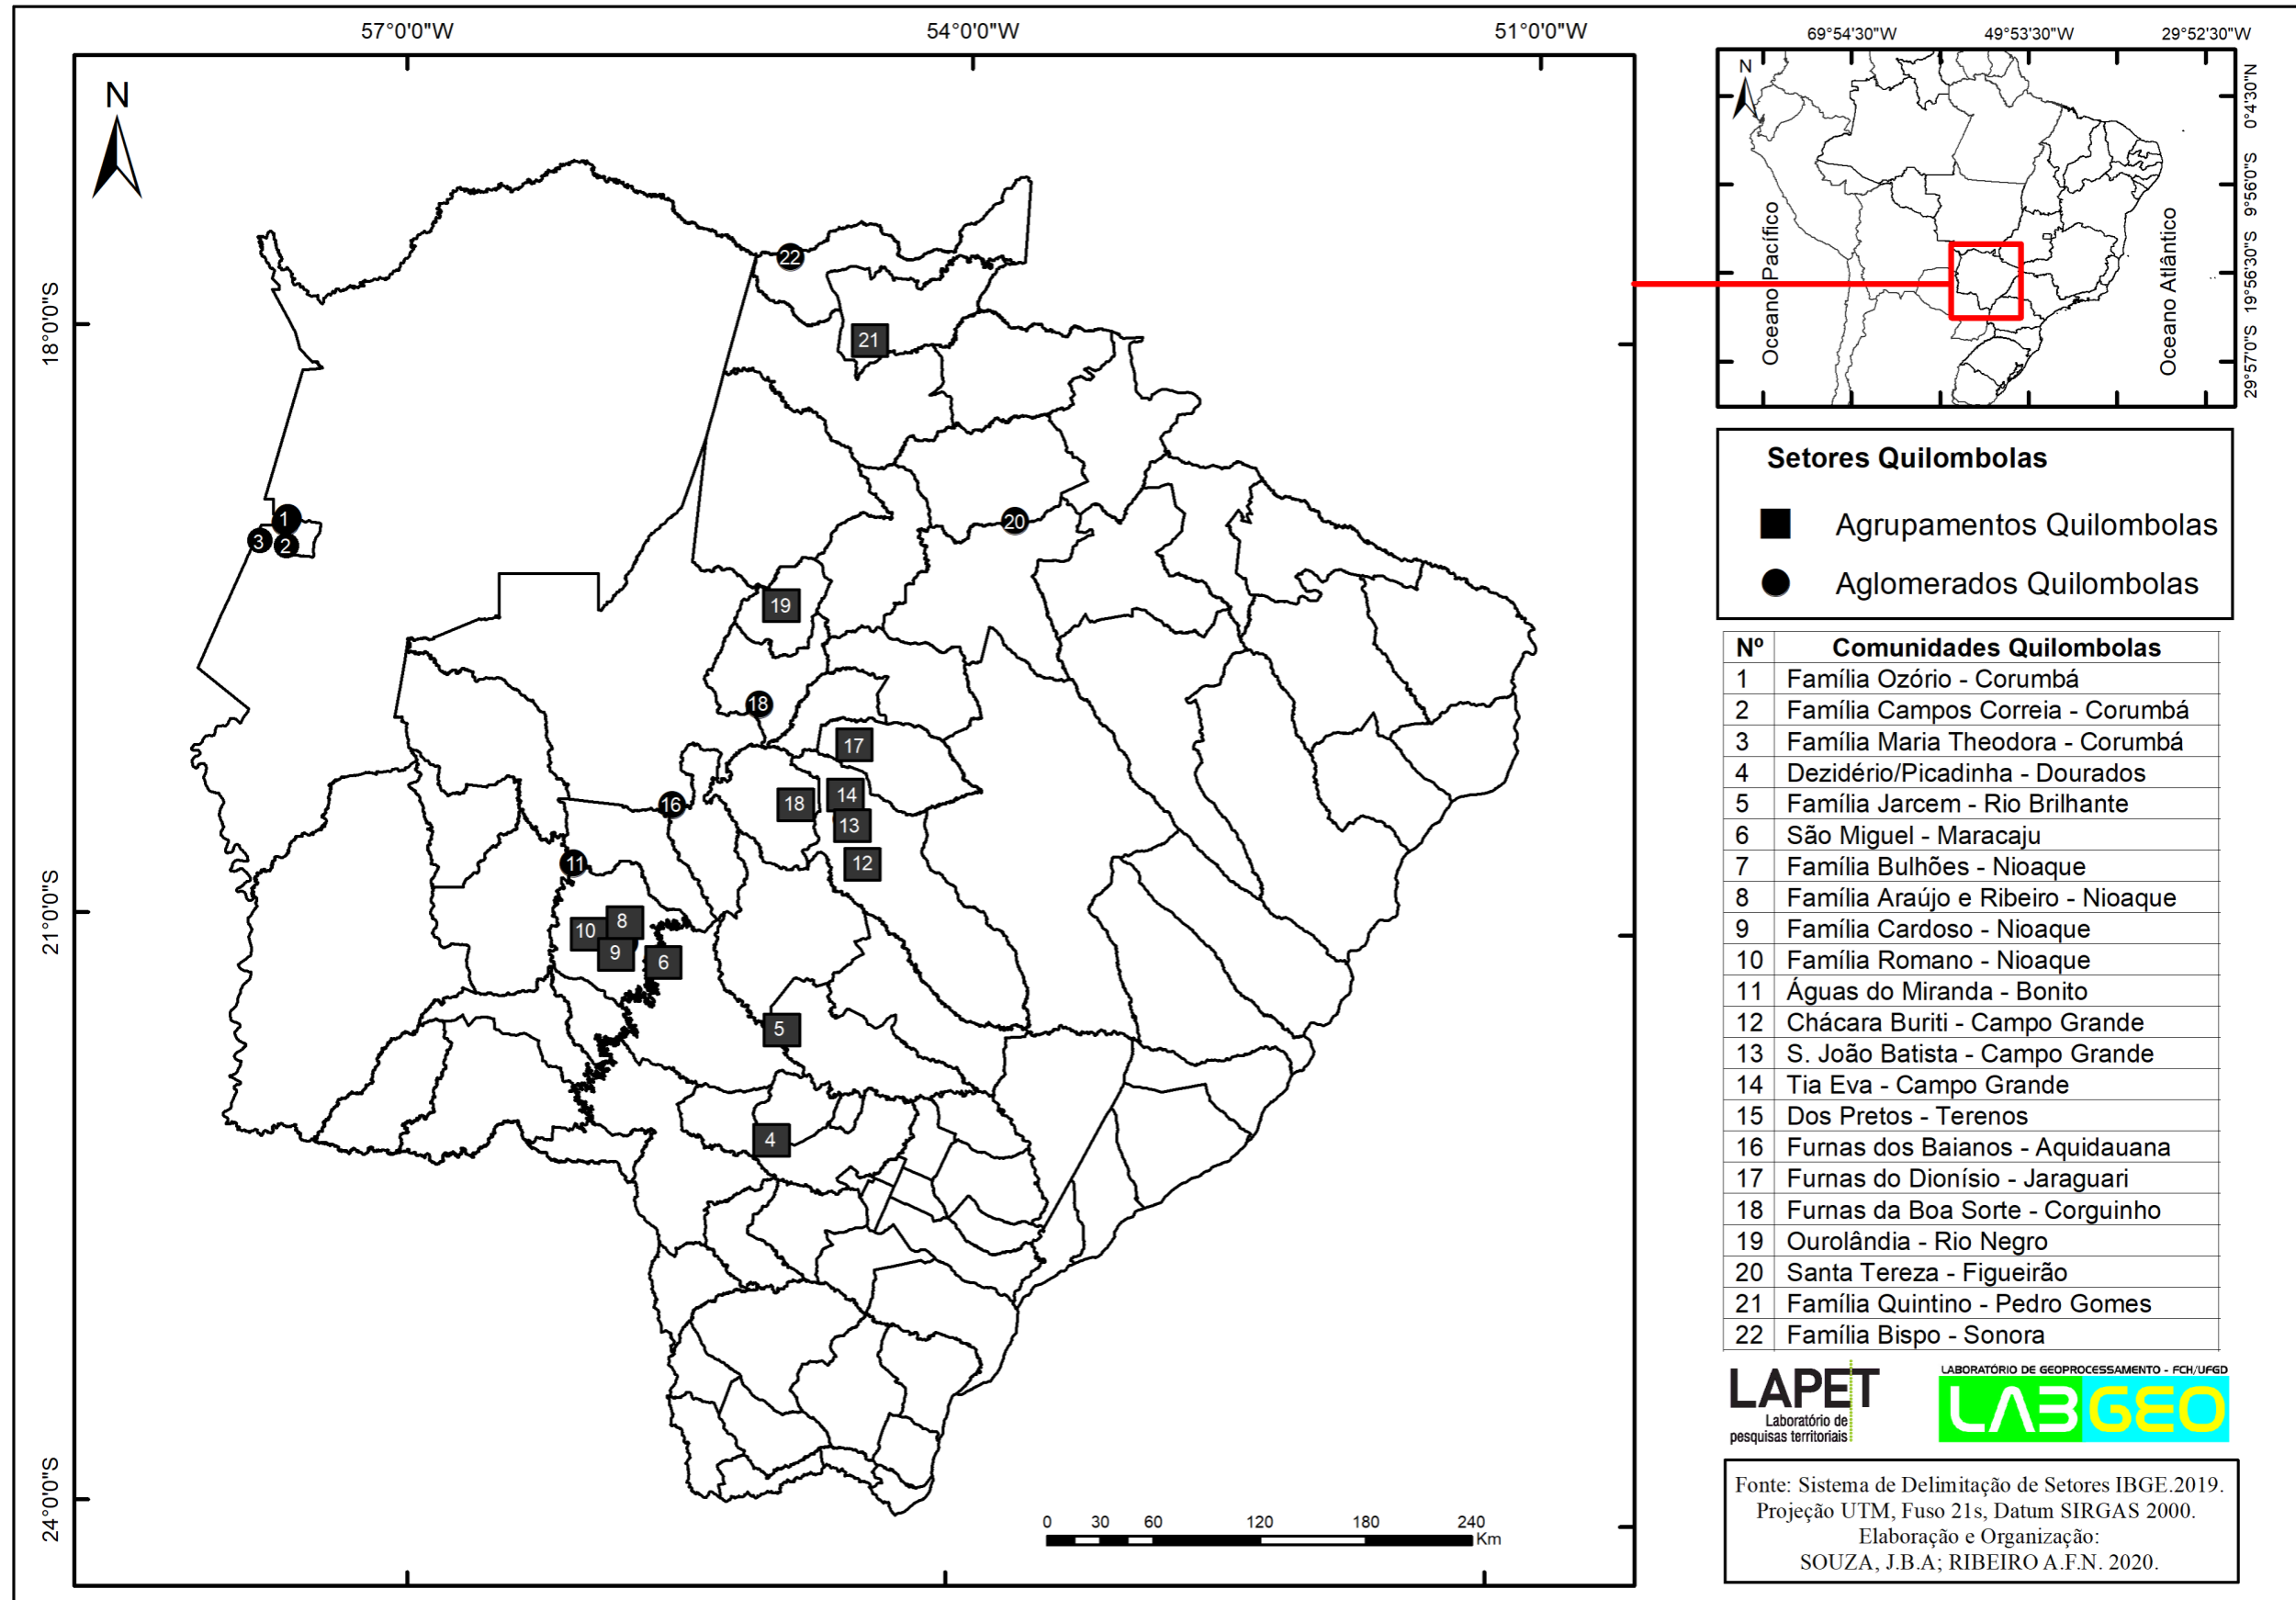 57°0'0"W
54°0'0"W
51°0'0"W
N
18°0'0"S
21°0'0"S
24°0'0"S
22
21
1
3
2
20
19
18
17
16
18
14
13
12
11
10
8
9
6
5
4
0 30 60 120 180 240
Km
69°54'30"W
49°53'30"W
29°52'30"W
N
0°4'30"N
9°56'0"S
19°56'30"S
29°57'0"S
Oceano Pacífico
Oceano Atlântico
Setores Quilombolas
Agrupamentos Quilombolas
Aglomerados Quilombolas
Nº Comunidades Quilombolas
1 Família Ozório - Corumbá
2 Família Campos Correia - Corumbá
3 Família Maria Theodora - Corumbá
4 Dezidério/Picadinha - Dourados
5 Família Jarcem - Rio Brilhante
6 São Miguel - Maracaju
7 Família Bulhões - Nioaque
8 Família Araújo e Ribeiro - Nioaque
9 Família Cardoso - Nioaque
10 Família Romano - Nioaque
11 Águas do Miranda - Bonito
12 Chácara Buriti - Campo Grande
13 S. João Batista - Campo Grande
14 Tia Eva - Campo Grande
15 Dos Pretos - Terenos
16 Furnas dos Baianos - Aquidauana
17 Furnas do Dionísio - Jaraguari
18 Furnas da Boa Sorte - Corguinho
19 Ourolândia - Rio Negro
20 Santa Tereza - Figueirão
21 Família Quintino - Pedro Gomes
22 Família Bispo - Sonora
LAPET
Laboratório de
pesquisas territoriais
LABORATÓRIO DE GEOPROCESSAMENTO - FCH/UFGD
LABGEO
Fonte: Sistema de Delimitação de Setores IBGE.2019.
Projeção UTM, Fuso 21s, Datum SIRGAS 2000.
Elaboração e Organização:
SOUZA, J.B.A; RIBEIRO A.F.N. 2020.